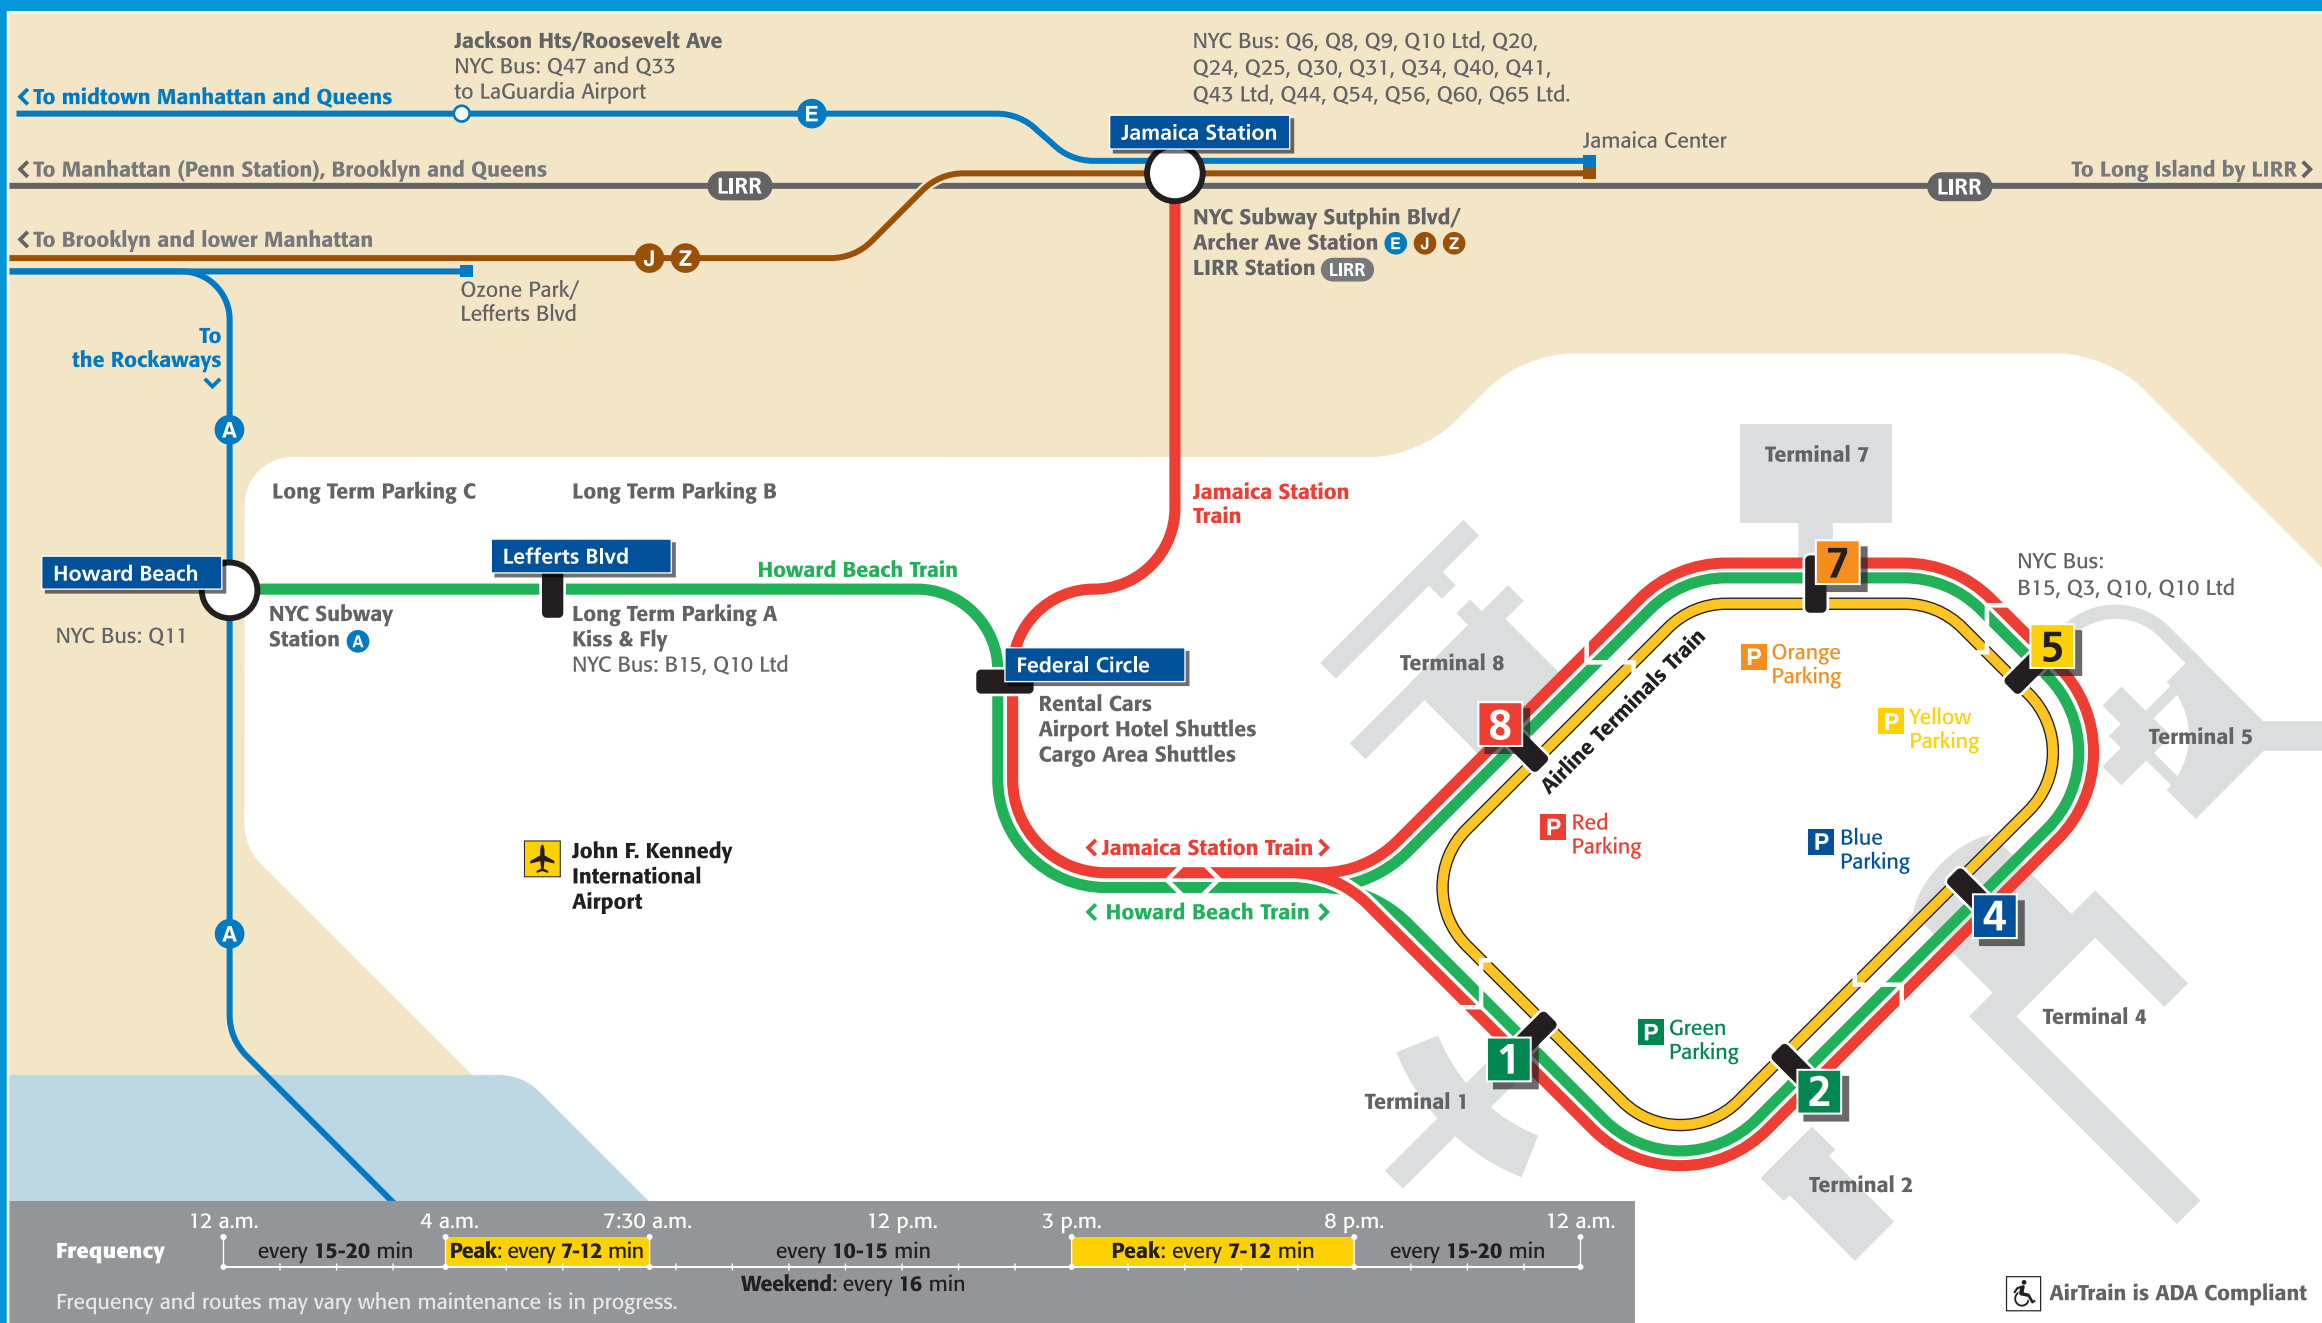 Jackson Hts/Roosevelt Ave
NYC Bus: Q47 and Q33
to LaGuardia Airport
NYC Bus: Q6, Q8, Q9, Q10 Ltd, Q20,
Q24, Q25, Q30, Q31, Q34, Q40, Q41,
Q43 Ltd, Q44, Q54, Q56, Q60, Q65 Ltd.
To midtown Manhattan and Queens
E
Jamaica Station
Jamaica Center
To Manhattan (Penn Station), Brooklyn and Queens
LIRR
LIRR
To Long Island by LIRR
NYC Subway Sutphin Blvd/
Archer Ave Station E J Z
LIRR Station LIRR
To Brooklyn and lower Manhattan
J Z
Ozone Park/
Lefferts Blvd
To
the Rockaways
A
Long Term Parking C
Long Term Parking B
Jamaica Station
Train
Terminal 7
Howard Beach
Lefferts Blvd
Howard Beach Train
7
NYC Bus:
B15, Q3, Q10, Q10 Ltd
NYC Bus: Q11
NYC Subway
Station A
Long Term Parking A
Kiss & Fly
NYC Bus: B15, Q10 Ltd
Federal Circle
Rental Cars
Airport Hotel Shuttles
Cargo Area Shuttles
Terminal 8
8
Airline Terminals Train
P Orange
Parking
5
P Yellow
Parking
Terminal 5
P Red
Parking
P Blue
Parking
John F. Kennedy
International
Airport
Jamaica Station Train
Howard Beach Train
A
4
Terminal 4
P Green
Parking
1
Terminal 1
2
Terminal 2
12 a.m. 4 a.m. 7:30 a.m. 12 p.m. 3 p.m. 8 p.m. 12 a.m.
Frequency every 15-20 min Peak: every 7-12 min every 10-15 min Peak: every 7-12 min every 15-20 min
Weekend: every 16 min
Frequency and routes may vary when maintenance is in progress.
AirTrain is ADA Compliant